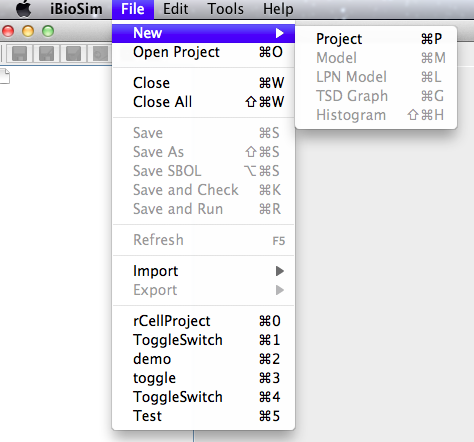 iBioSim File Edit Tools Help
New
Open Project ⌘O
Close ⌘W
Close All ⇧⌘W
Save ⌘S
Save As ⇧⌘S
Save SBOL ⌥⌘S
Save and Check ⌘K
Save and Run ⌘R
Refresh F5
Import
Export
rCellProject ⌘0
ToggleSwitch ⌘1
demo ⌘2
toggle ⌘3
ToggleSwitch ⌘4
Test ⌘5
Project ⌘P
Model ⌘M
LPN Model ⌘L
TSD Graph ⌘G
Histogram ⇧⌘H